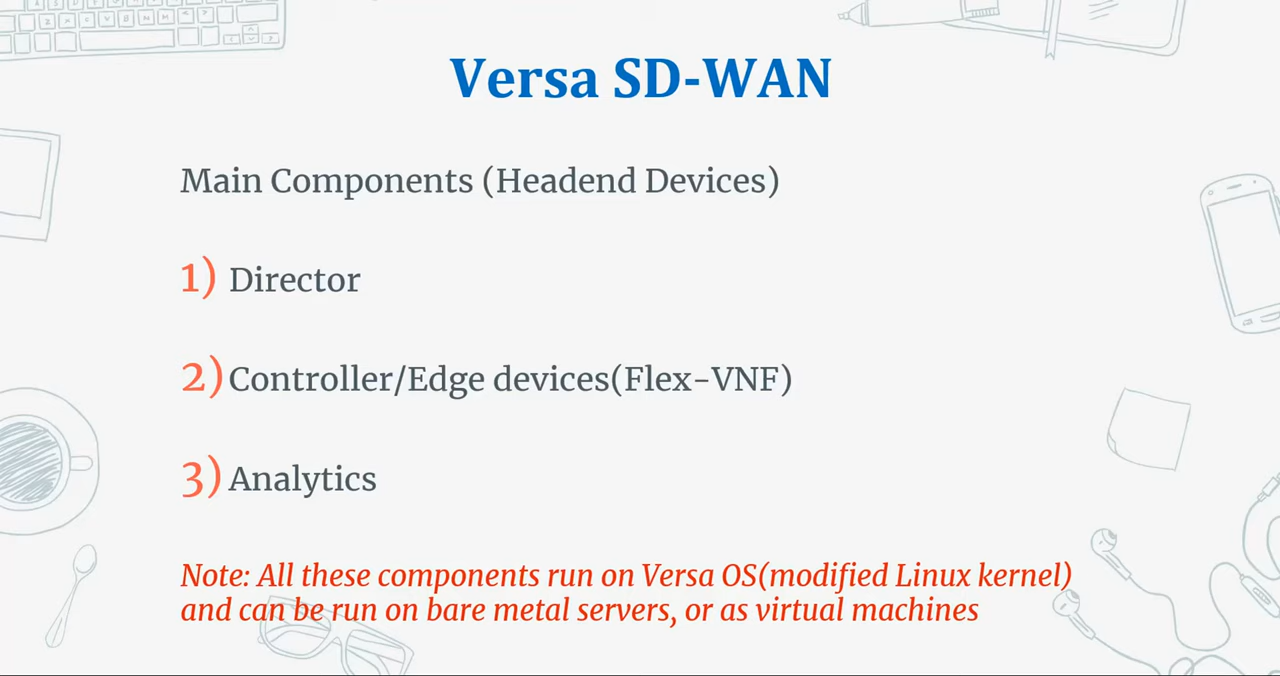 Versa SD-WAN
Main Components (Headend Devices)
1) Director
2) Controller/Edge devices(Flex-VNF)
3) Analytics
Note: All these components run on Versa OS(modified Linux kernel)
and can be run on bare metal servers, or as virtual machines